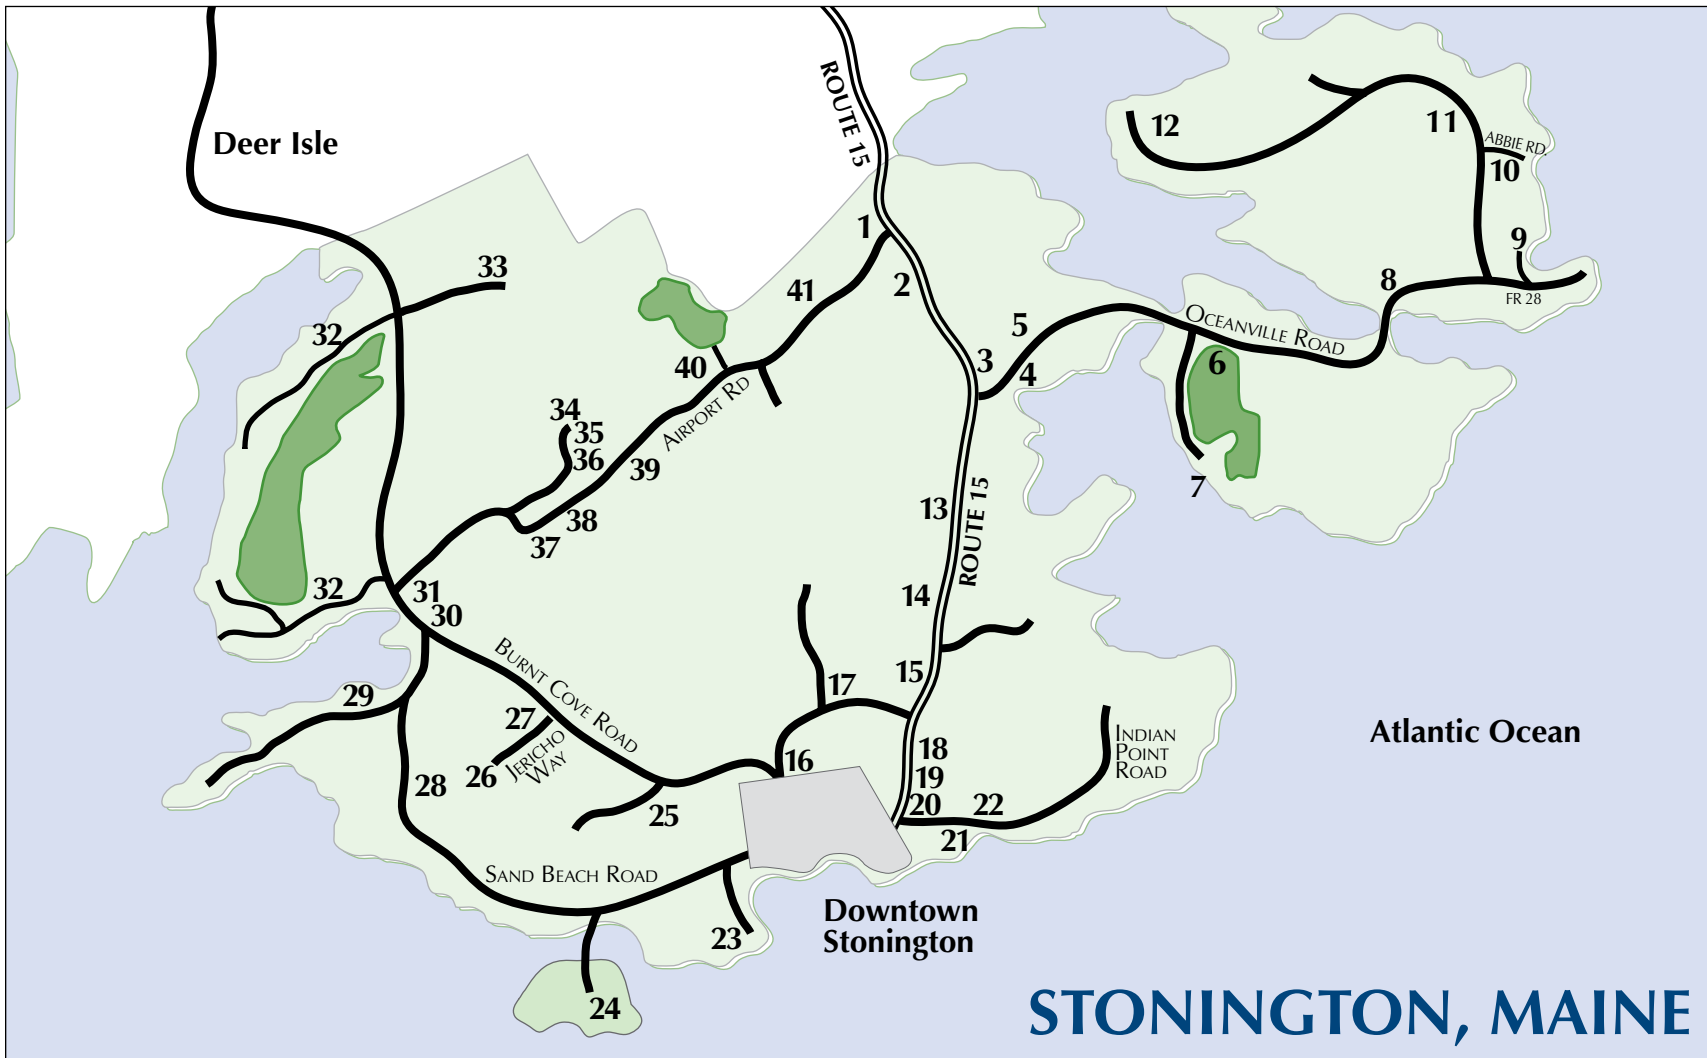 ROUTE 15
Deer Isle
12
11
ABBIE RD.
10
1
9
33
2
41
8
FR 28
32
5
OCEANVILLE ROAD
3
4
6
40
AIRPORT RD
34
35
36
39
7
13
ROUTE 15
38
37
32
31
30
14
BURNT COVE ROAD
15
29
17
27
JERICHO
WAY
26
16
18
19
20
22
21
INDIAN
POINT
ROAD
Atlantic Ocean
28
25
SAND BEACH ROAD
Downtown
Stonington
23
24
STONINGTON, MAINE